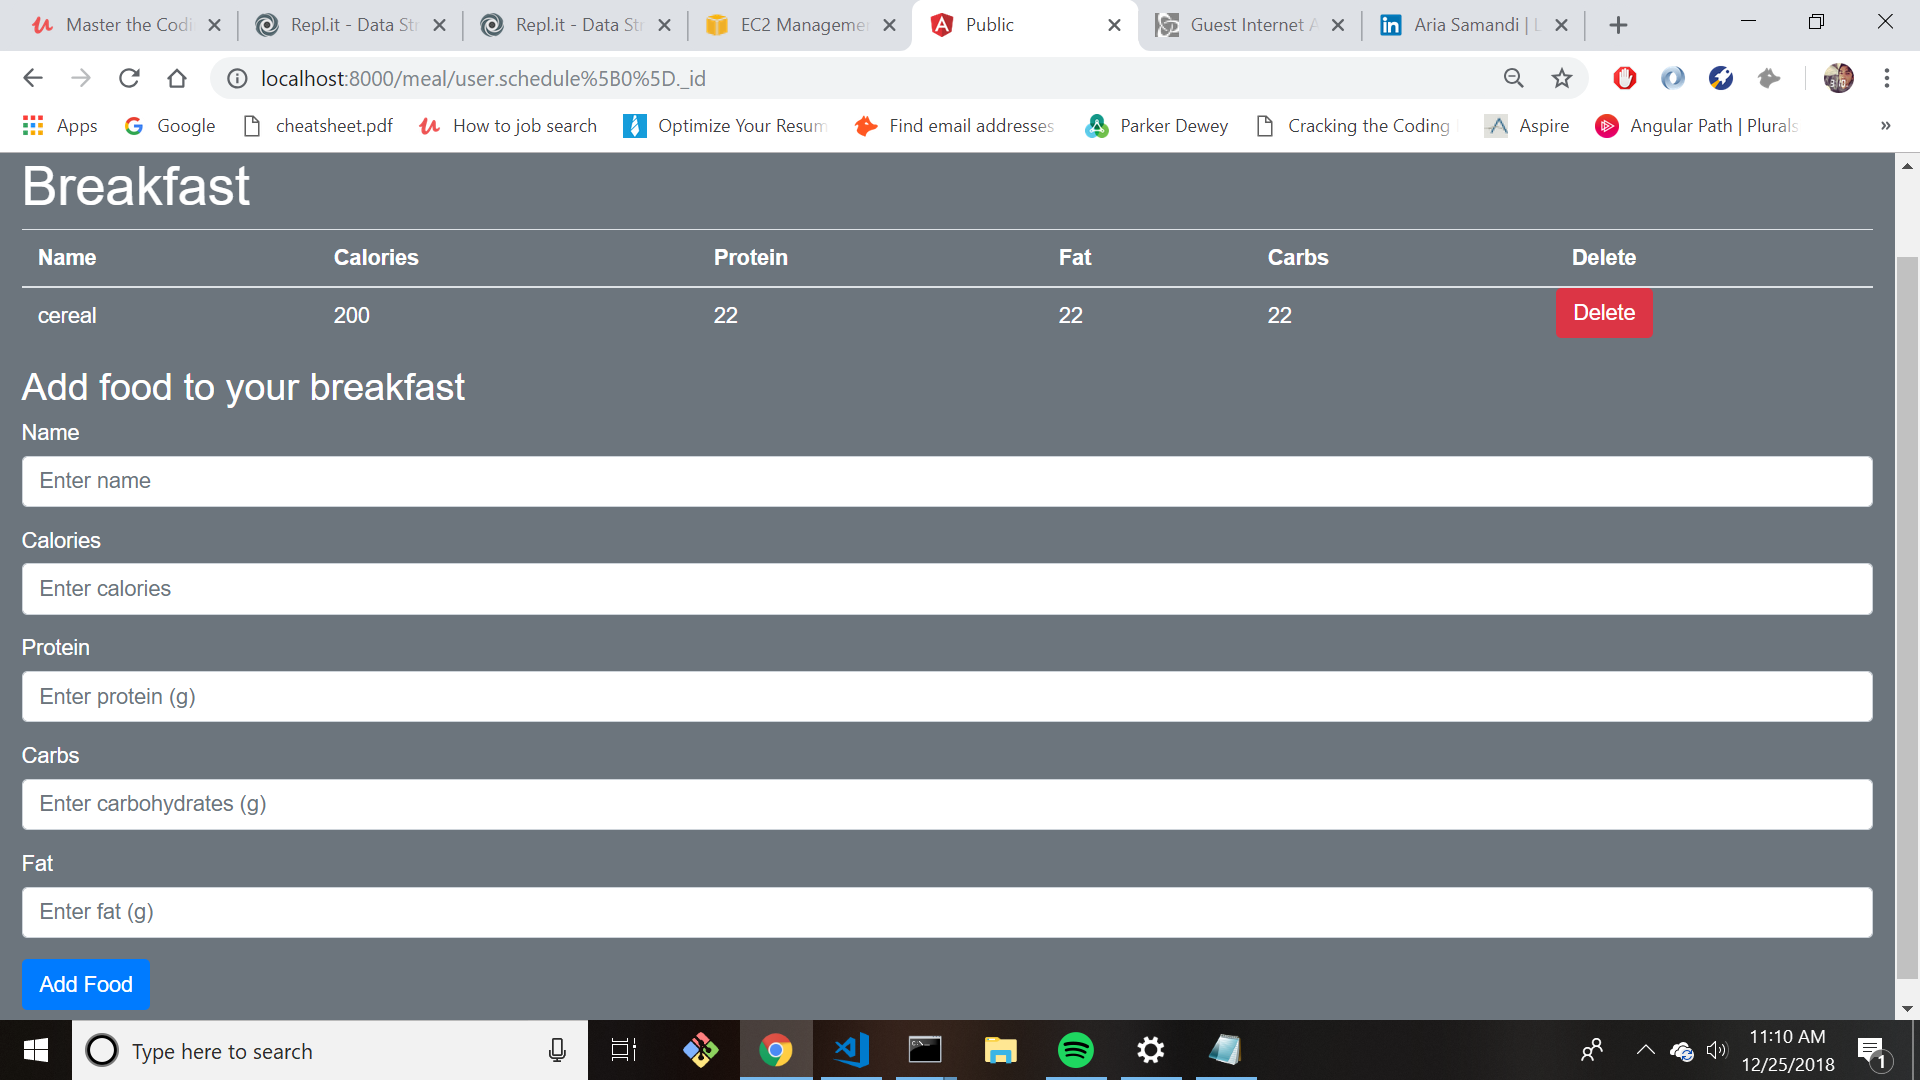 Master the Codi
Repl.it - Data Str
Repl.it - Data Str
EC2 Managemen
Public
Guest Internet A
Aria Samandi | L
localhost:8000/meal/user.schedule%5B0%5D._id
Apps
Google
cheatsheet.pdf
How to job search
Optimize Your Resum
Find email addresses
Parker Dewey
Cracking the Coding
Aspire
Angular Path | Plurals
»
Breakfast
Name Calories Protein Fat Carbs Delete
cereal 200 22 22 22 Delete
Add food to your breakfast
Name
Enter name
Calories
Enter calories
Protein
Enter protein (g)
Carbs
Enter carbohydrates (g)
Fat
Enter fat (g)
Add Food
Type here to search
11:10 AM
12/25/2018
1